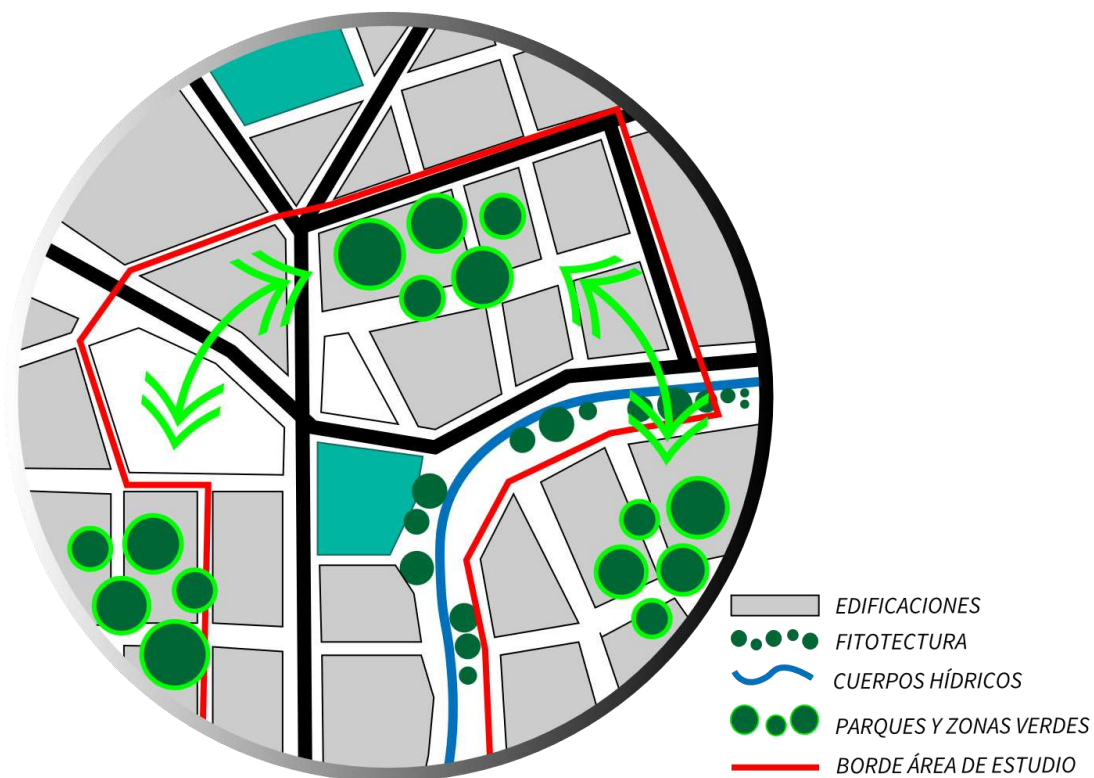 EDIFICACIONES
FITOTECTURA
CUERPOS HÍDRICOS
PARQUES Y ZONAS VERDES
BORDE ÁREA DE ESTUDIO